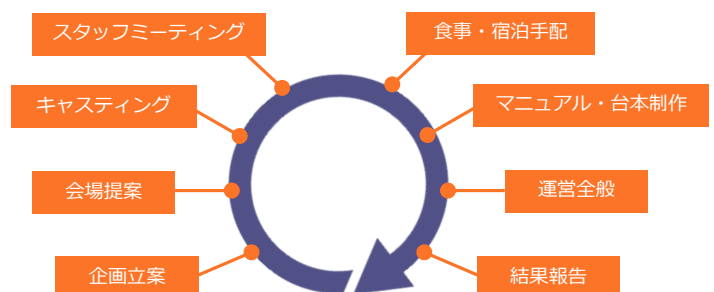 スタッフミーティング
食事・宿泊手配
キャスティング
マニュアル・台本制作
会場提案
運営全般
企画立案
結果報告